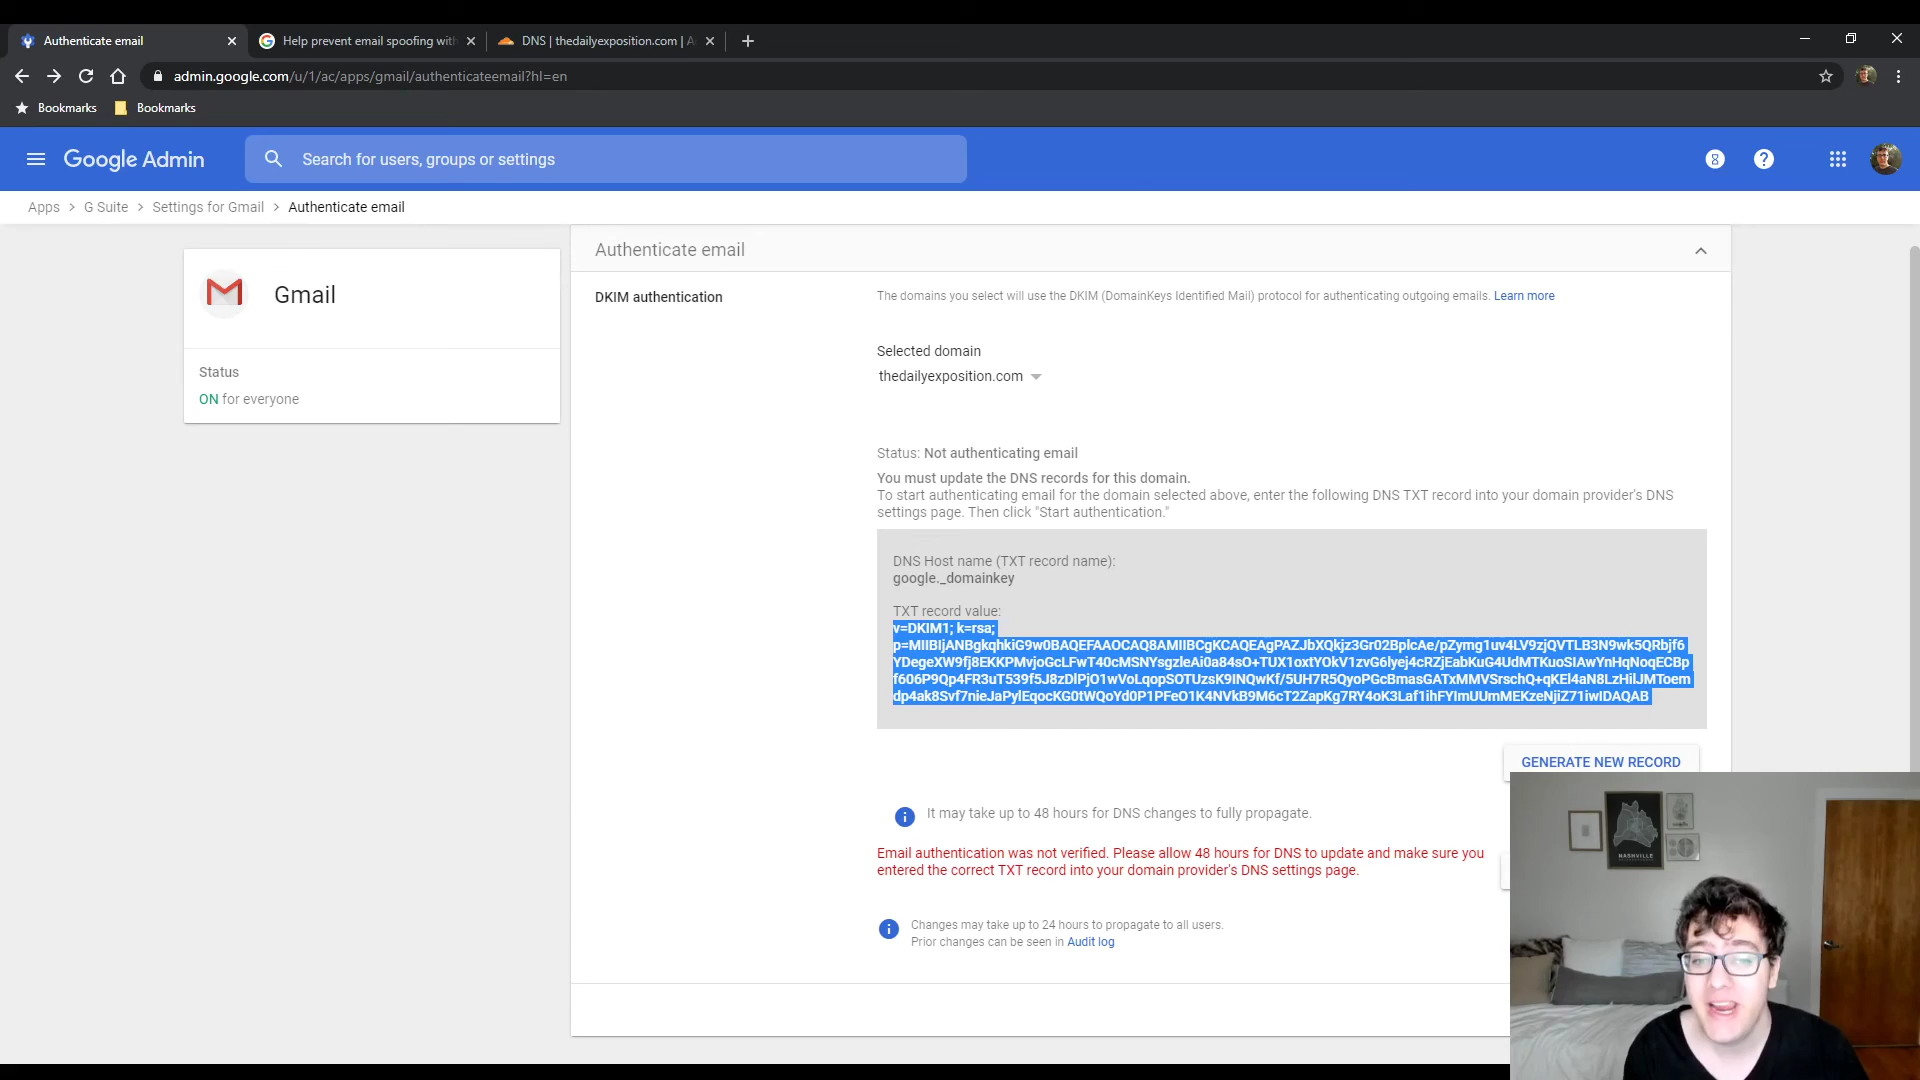 Authenticate email
Help prevent email spoofing with
DNS | thedailyexposition.com | A
admin.google.com/u/1/ac/apps/gmail/authenticateemail?hl=en
Bookmarks
Bookmarks
Google Admin
Search for users, groups or settings
Apps > G Suite > Settings for Gmail > Authenticate email
Gmail
Status
ON for everyone
Authenticate email
DKIM authentication
The domains you select will use the DKIM (DomainKeys Identified Mail) protocol for authenticating outgoing emails. Learn more
Selected domain
thedailyexposition.com
Status: Not authenticating email
You must update the DNS records for this domain.
To start authenticating email for the domain selected above, enter the following DNS TXT record into your domain provider's DNS
settings page. Then click "Start authentication."
DNS Host name (TXT record name):
google._domainkey
TXT record value:
v=DKIM1; k=rsa;
p=MIIBIjANBgkqhkiG9w0BAQEFAAOCAQ8AMIIBCgKCAQEAgPAZJbXQkjz3Gr02BplcAe/pZymg1uv4LV9zjQVTLB3N9wk5QRbjf6
YDegeXW9fj8EKKPMvjoGcLFwT40cMSNYsgzleAi0a84sO+TUX1oxtYOkV1zvG6lyej4cRZjEabKuG4UdMTKuoSIAwYnHqNoqECBp
f606P9Qp4FR3uT539f5J8zDlPjO1wVoLqopSOTUzsK9INQwKf/5UH7R5QyoPGcBmasGATxMMVSrschQ+qKEl4aN8LzHilJMToem
dp4ak8Svf7nieJaPylEqocKG0tWQoYd0P1PFeO1K4NVkB9M6cT2ZapKg7RY4oK3Laf1ihFYImUUmMEKzeNjiZ71iwIDAQAB
GENERATE NEW RECORD
It may take up to 48 hours for DNS changes to fully propagate.
Email authentication was not verified. Please allow 48 hours for DNS to update and make sure you
entered the correct TXT record into your domain provider's DNS settings page.
Changes may take up to 24 hours to propagate to all users.
Prior changes can be seen in Audit log
NASHVILLE